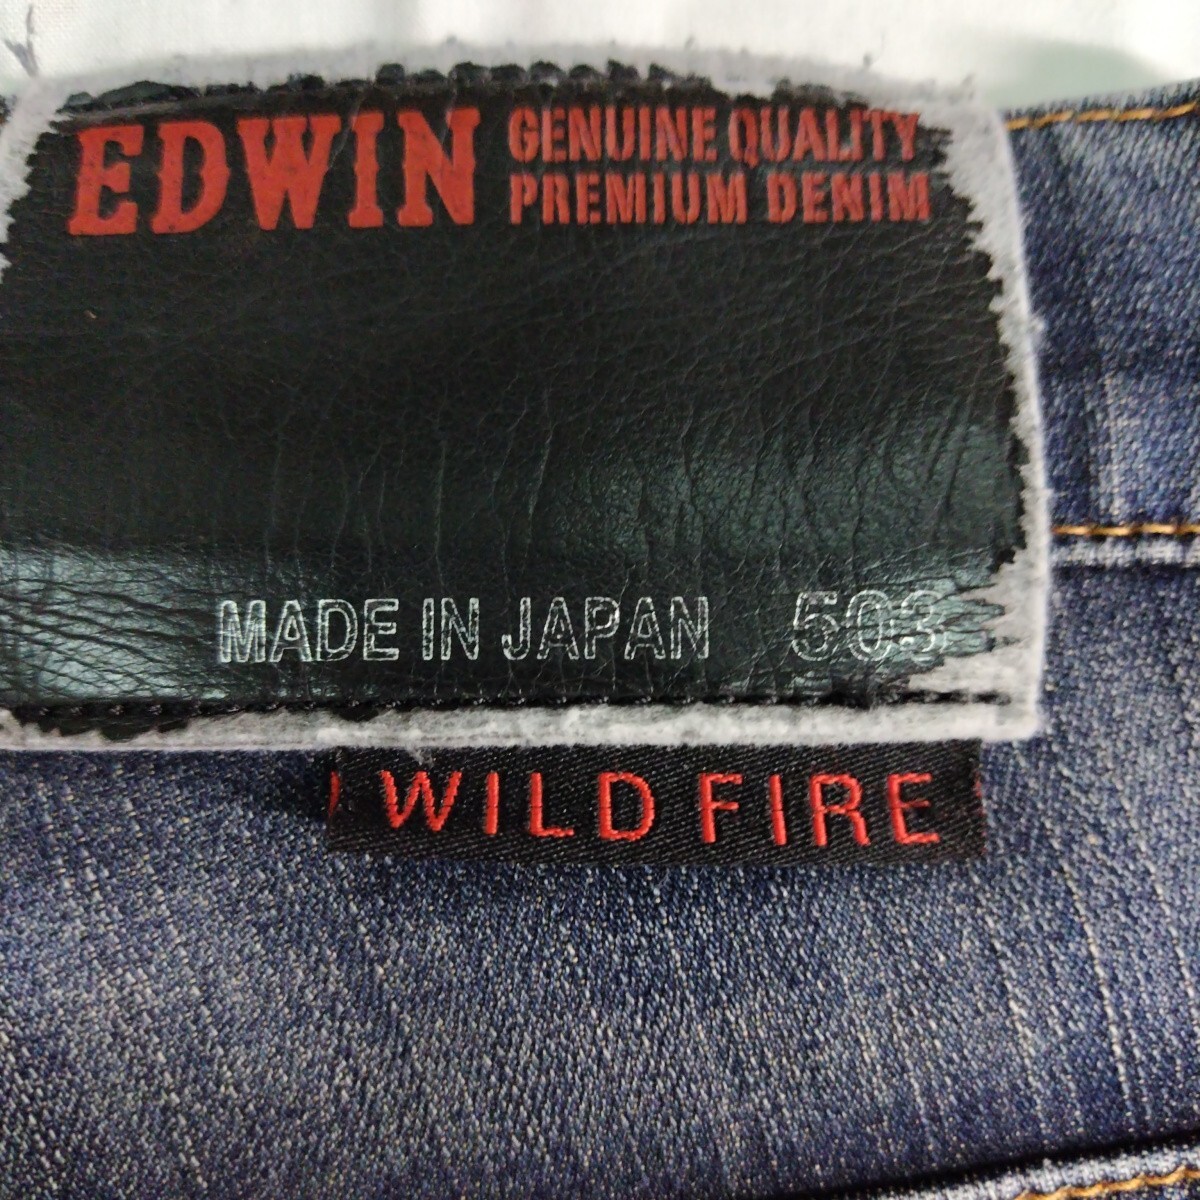 EDWIN GENUINE QUALITY
PREMIUM DENIM
MADE IN JAPAN 503
WILD FIRE